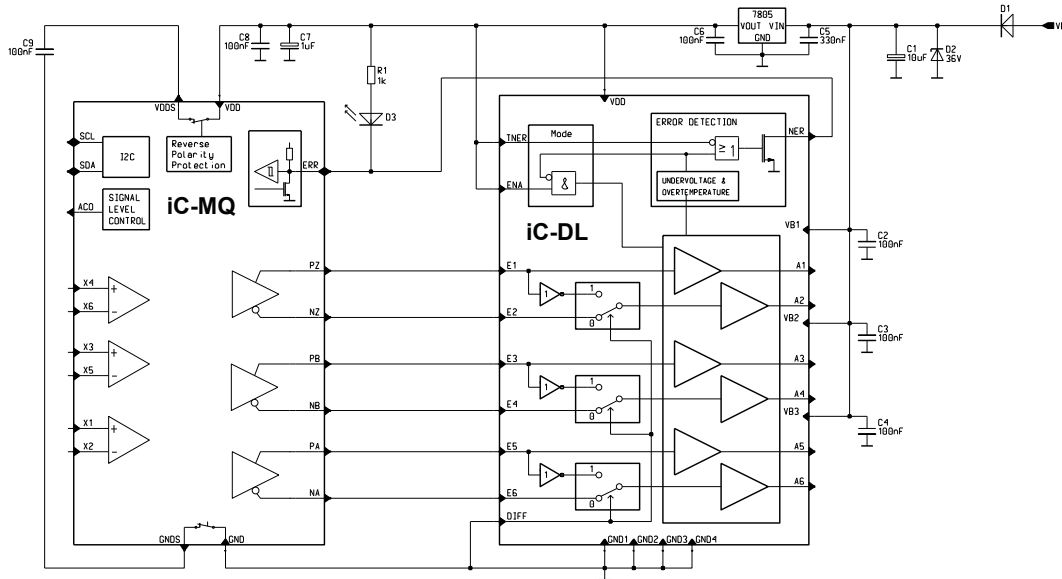 C9
100nF
C8
100nF
C7
1uF
C6
100nF
7805
VOUT VIN
GND
C5
330nF
C1
10uF
D2
36V
D1
R1
1k
D3
VDDS
VDD
VDD
Reverse
Polarity
Protection
SCL
SDA
I2C
ACO
SIGNAL
LEVEL
CONTROL
iC-MQ
ERR
TNER
ENA
Mode
&
ERROR DETECTION
≥ 1
NER
UNDERVOLTAGE &
OVERTEMPERATURE
iC-DL
VB1
C2
100nF
X4
+
X6
-
PZ
NZ
E1
1
1
E2
0
A1
A2
VB2
C3
100nF
X3
+
X5
-
PB
NB
E3
1
1
E4
0
A3
A4
VB3
C4
100nF
X1
+
X2
-
PA
NA
E5
1
1
E6
0
A5
A6
DIFF
GNDS
GND
GND1
GND2
GND3
GND4